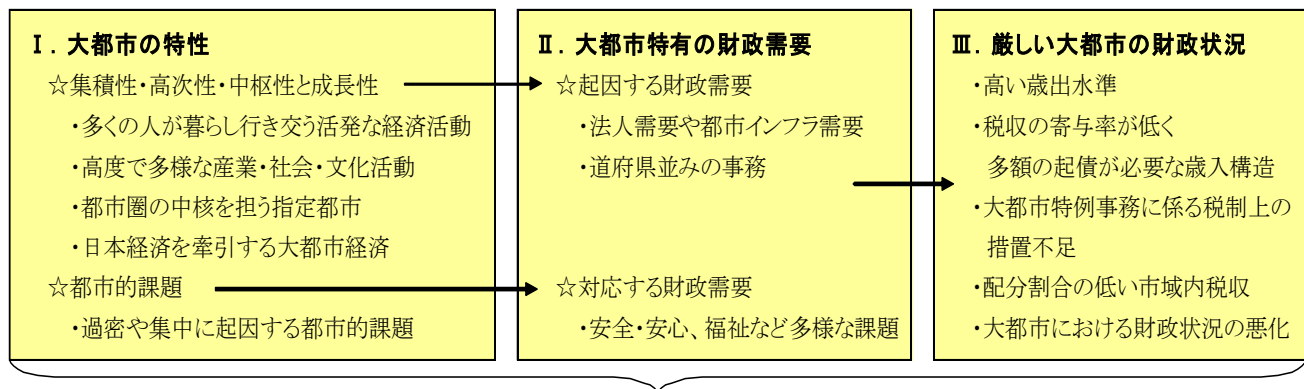 Ⅰ．大都市の特性
☆集積性・高次性・中枢性と成長性
・多くの人が暮らし行き交う活発な経済活動
・高度で多様な産業・社会・文化活動
・都市圏の中核を担う指定都市
・日本経済を牽引する大都市経済
☆都市的課題
・過密や集中に起因する都市的課題
Ⅱ．大都市特有の財政需要
☆起因する財政需要
・法人需要や都市インフラ需要
・道府県並みの事務
☆対応する財政需要
・安全・安心、福祉など多様な課題
Ⅲ．厳しい大都市の財政状況
・高い歳出水準
・税収の寄与率が低く
多額の起債が必要な歳入構造
・大都市特例事務に係る税制上の
措置不足
・配分割合の低い市域内税収
・大都市における財政状況の悪化